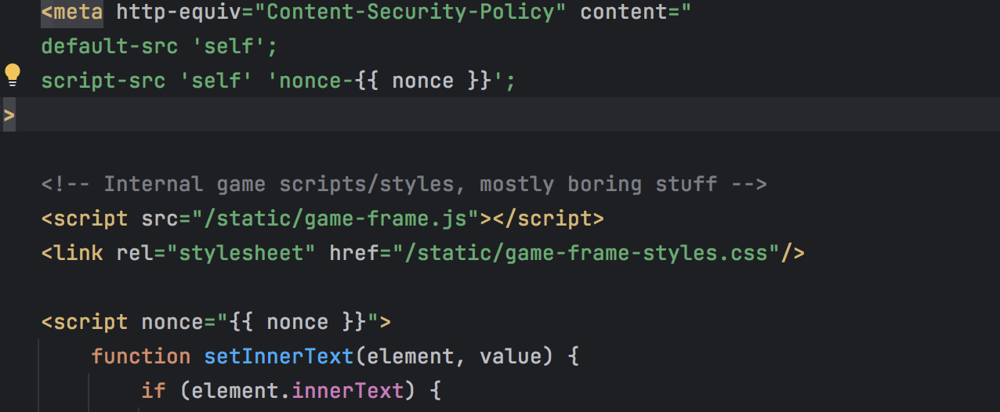 <meta http-equiv="Content-Security-Policy" content="
default-src 'self';
script-src 'self' 'nonce-{{ nonce }}';
>
<!-- Internal game scripts/styles, mostly boring stuff -->
<script src="/static/game-frame.js"></script>
<link rel="stylesheet" href="/static/game-frame-styles.css"/>
<script nonce="{{ nonce }}">
function setInnerText(element, value) {
if (element.innerText) {